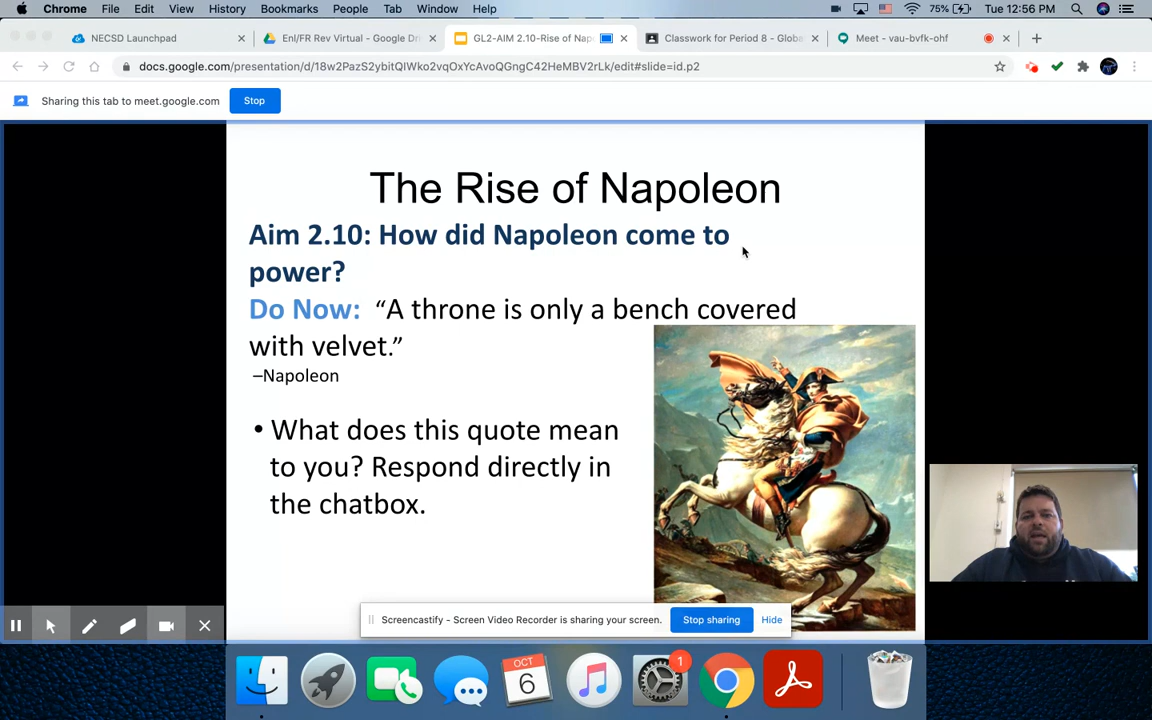 Chrome File Edit View History Bookmarks People Tab Window Help 75% Tue 12:56 PM
NECSD Launchpad Enl/FR Rev Virtual - Google Dri GL2-AIM 2.10-Rise of Nap Classwork for Period 8 - Globa Meet - vau-bvfk-ohf
docs.google.com/presentation/d/18w2PazS2ybitQIWko2vqOxYcAvoQGngC42HeMBV2rLk/edit#slide=id.p2
Sharing this tab to meet.google.com Stop
The Rise of Napoleon
Aim 2.10: How did Napoleon come to
power?
Do Now: “A throne is only a bench covered
with velvet.”
–Napoleon
• What does this quote mean
to you? Respond directly in
the chatbox.
Screencastify - Screen Video Recorder is sharing your screen. Stop sharing Hide
OCT
6
1